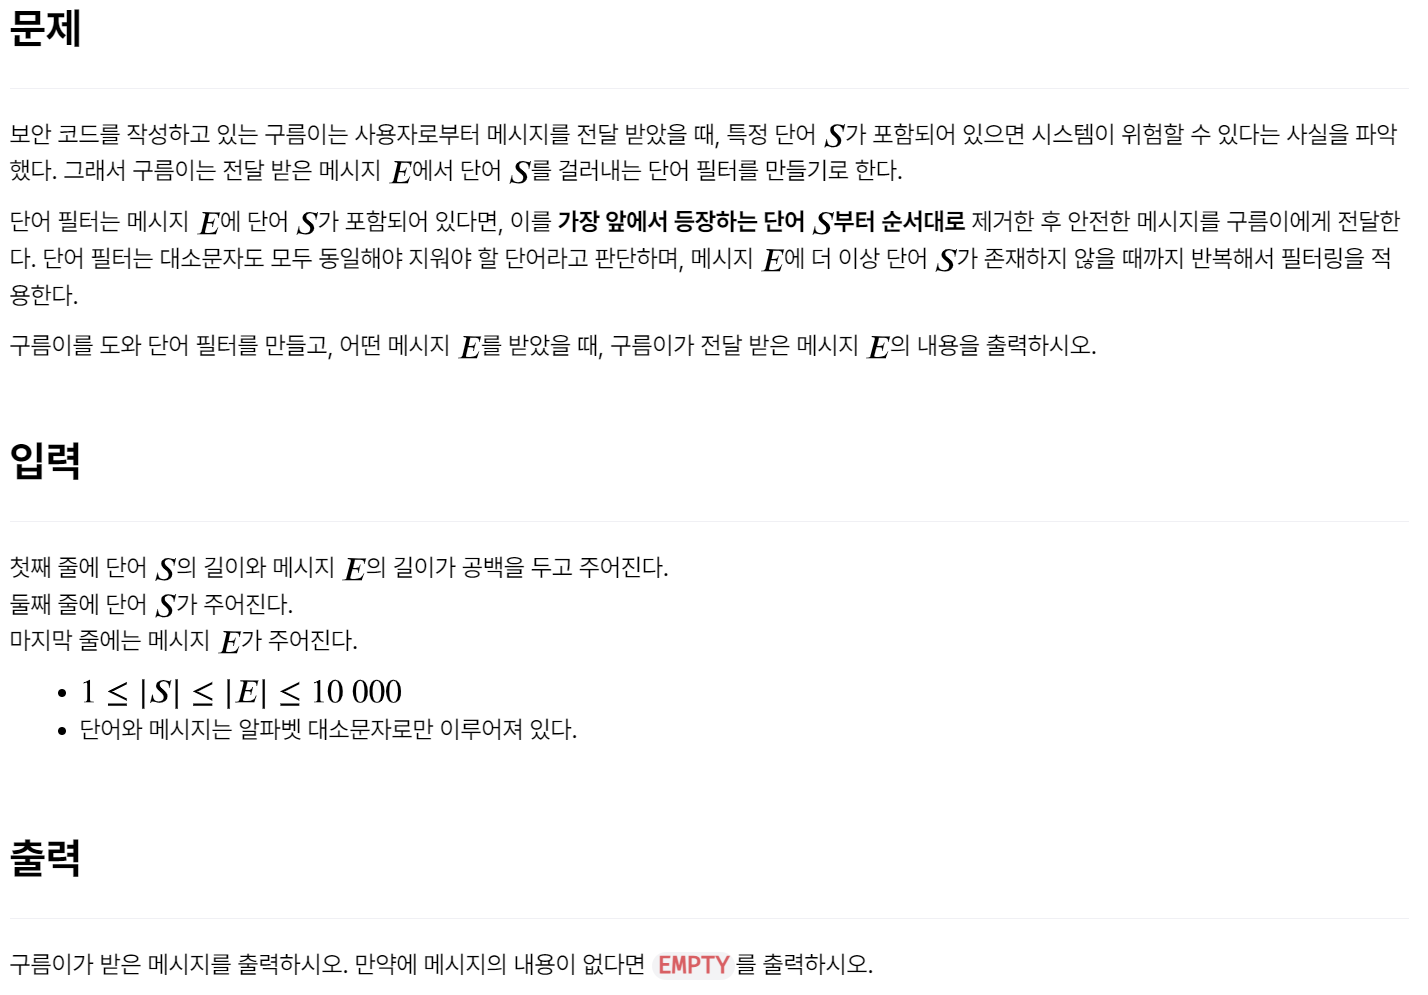 문제
보안 코드를 작성하고 있는 구름이는 사용자로부터 메시지를 전달 받았을 때, 특정 단어 S가 포함되어 있으면 시스템이 위험할 수 있다는 사실을 파악
했다. 그래서 구름이는 전달 받은 메시지 E에서 단어 S를 걸러내는 단어 필터를 만들기로 한다.
단어 필터는 메시지 E에 단어 S가 포함되어 있다면, 이를 가장 앞에서 등장하는 단어 S부터 순서대로 제거한 후 안전한 메시지를 구름이에게 전달한
다. 단어 필터는 대소문자도 모두 동일해야 지워야 할 단어라고 판단하며, 메시지 E에 더 이상 단어 S가 존재하지 않을 때까지 반복해서 필터링을 적
용한다.
구름이를 도와 단어 필터를 만들고, 어떤 메시지 E를 받았을 때, 구름이가 전달 받은 메시지 E의 내용을 출력하시오.
입력
첫째 줄에 단어 S의 길이와 메시지 E의 길이가 공백을 두고 주어진다.
둘째 줄에 단어 S가 주어진다.
마지막 줄에는 메시지 E가 주어진다.
• 1 ≤ |S| ≤ |E| ≤ 10 000
• 단어와 메시지는 알파벳 대소문자로만 이루어져 있다.
출력
구름이가 받은 메시지를 출력하시오. 만약에 메시지의 내용이 없다면 EMPTY를 출력하시오.